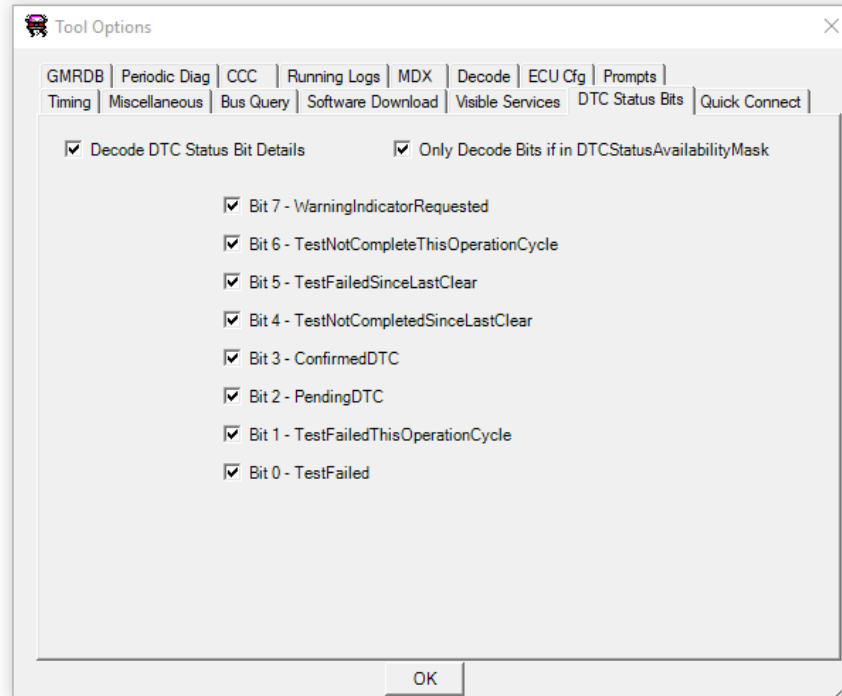 Tool Options
GMRDB Periodic Diag CCC Running Logs MDX Decode ECU Cfg Prompts
Timing Miscellaneous Bus Query Software Download Visible Services DTC Status Bits Quick Connect
Decode DTC Status Bit Details Only Decode Bits if in DTCStatusAvailabilityMask
Bit 7 - WarningIndicatorRequested
Bit 6 - TestNotCompleteThisOperationCycle
Bit 5 - TestFailedSinceLastClear
Bit 4 - TestNotCompletedSinceLastClear
Bit 3 - ConfirmedDTC
Bit 2 - PendingDTC
Bit 1 - TestFailedThisOperationCycle
Bit 0 - TestFailed
OK